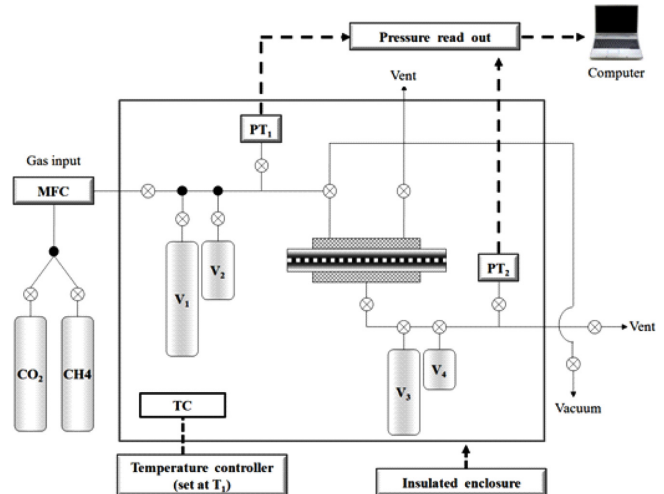 Pressure read out
Computer
Vent
PT1
Gas input
MFC
V1
V2
PT2
CO2
CH4
V3
V4
Vent
Vacuum
TC
Temperature controller
(set at T1)
Insulated enclosure